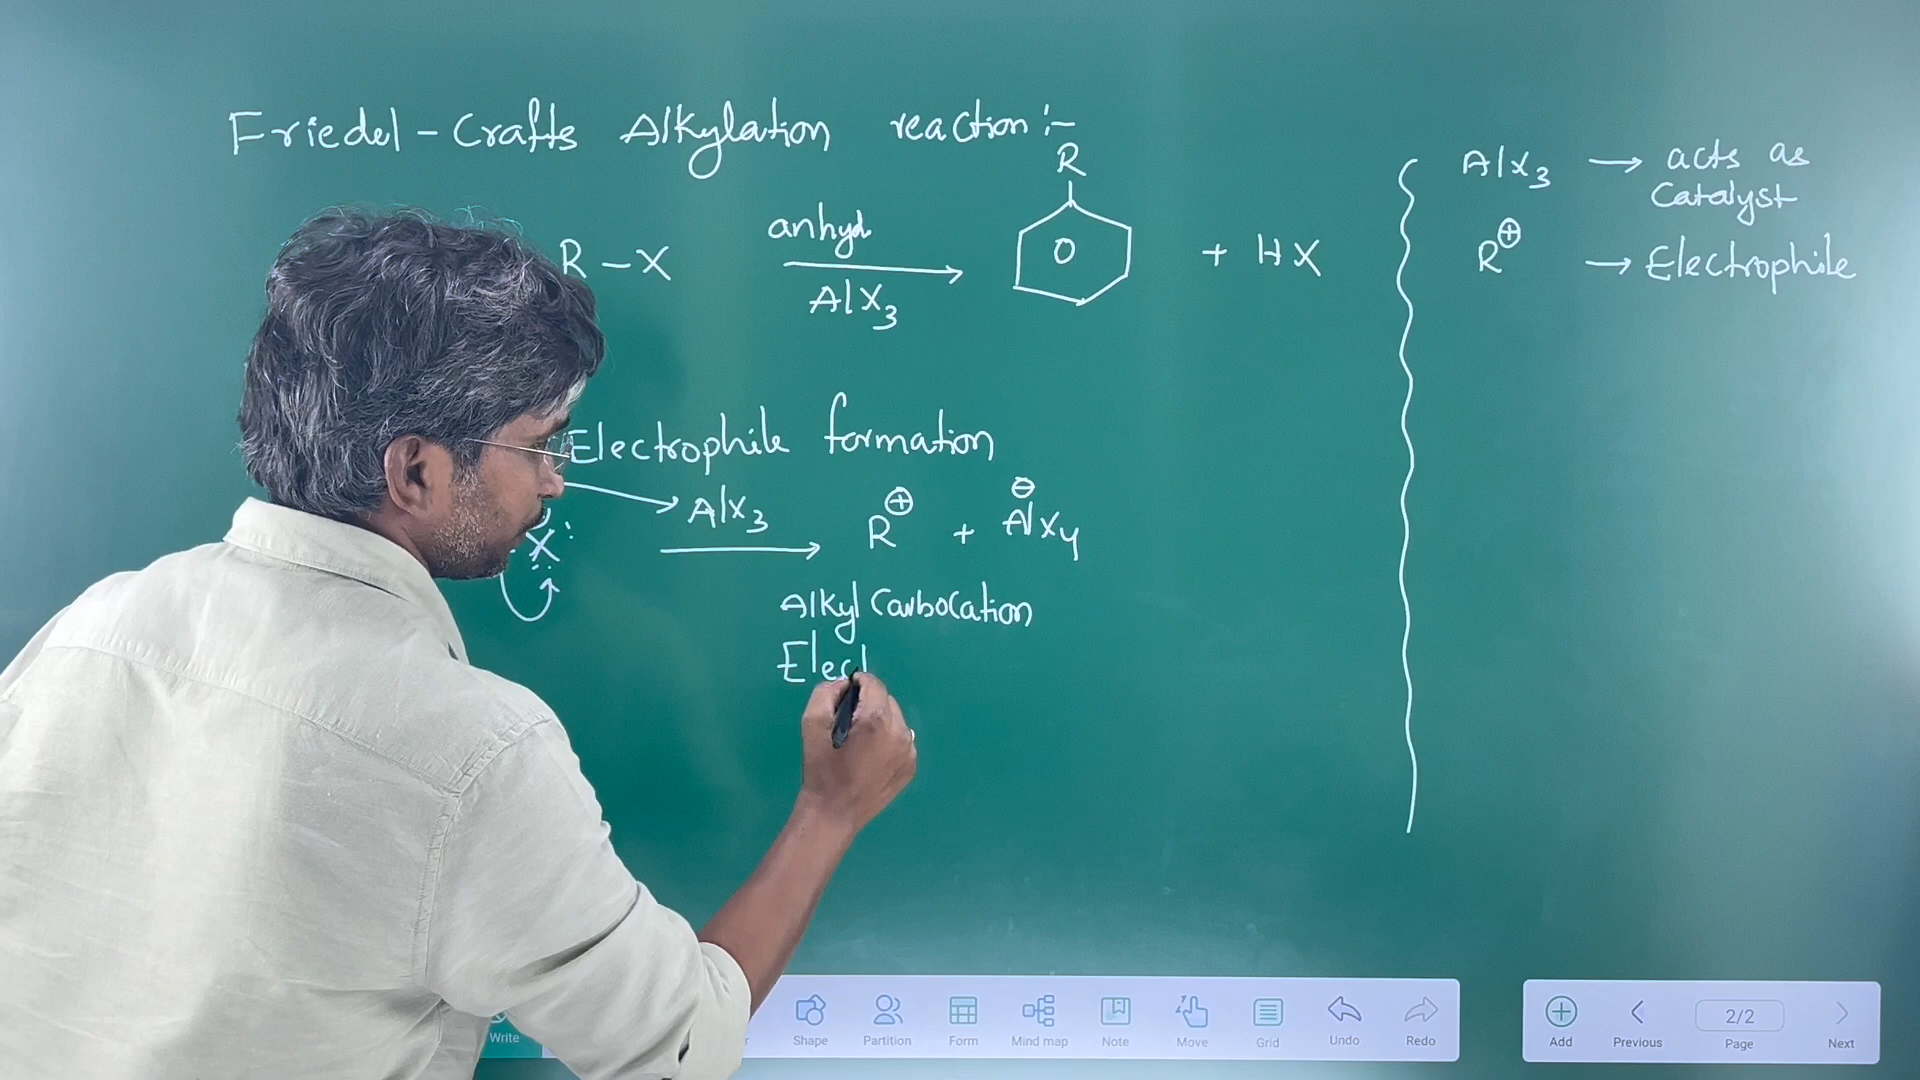 Friedel-Crafts Alkylation reaction:-
R
R-X anhyd. AlX3 + HX
Electrophile formation
AlX3
X: R⊕ + AlX4⊖
Alkyl Carbocation
Elect
AlX3 → acts as
Catalyst
R⊕ → Electrophile
Write Shape Partition Form Mind map Note Move Grid Undo Redo
Add Previous 2/2 Page Next